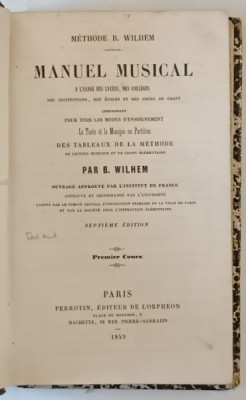 MÉTHODE B. WILHEM
MANUEL MUSICAL
À L'USAGE DES LYCÉES, DES COLLÉGES
DES INSTITUTIONS, DES ÉCOLES ET DES COURS DE CHANT
COMPRENANT
POUR TOUS LES MODES D'ENSEIGNEMENT
Le Texte et la Musique en Partition
DES TABLEAUX DE LA MÉTHODE
DE LECTURE MUSICALE ET DE CHANT ÉLÉMENTAIRE
PAR B. WILHEM
OUVRAGE APPROUVÉ PAR L'INSTITUT DE FRANCE
APPROUVÉ ET RECOMMANDÉ PAR L'UNIVERSITÉ
ADOPTÉ PAR LE COMITÉ CENTRAL D'INSTRUCTION PRIMAIRE DE LA VILLE DE PARIS
ET PAR LA SOCIÉTÉ POUR L'INSTRUCTION ÉLÉMENTAIRE
SEPTIÈME ÉDITION
Premier Cours
PARIS
PERROTIN, ÉDITEUR DE L'ORPHÉON
HACHETTE, RUE PIERRE-SARRAZIN